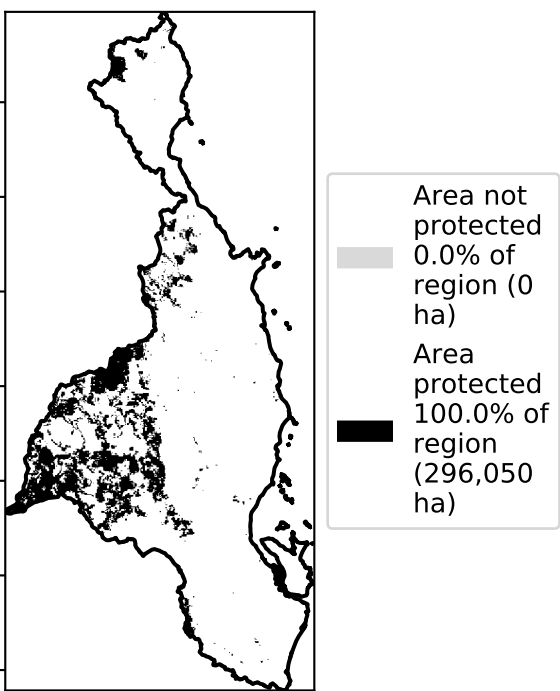 Area not
protected
0.0% of
region (0
ha)
Area
protected
100.0% of
region
(296,050
ha)